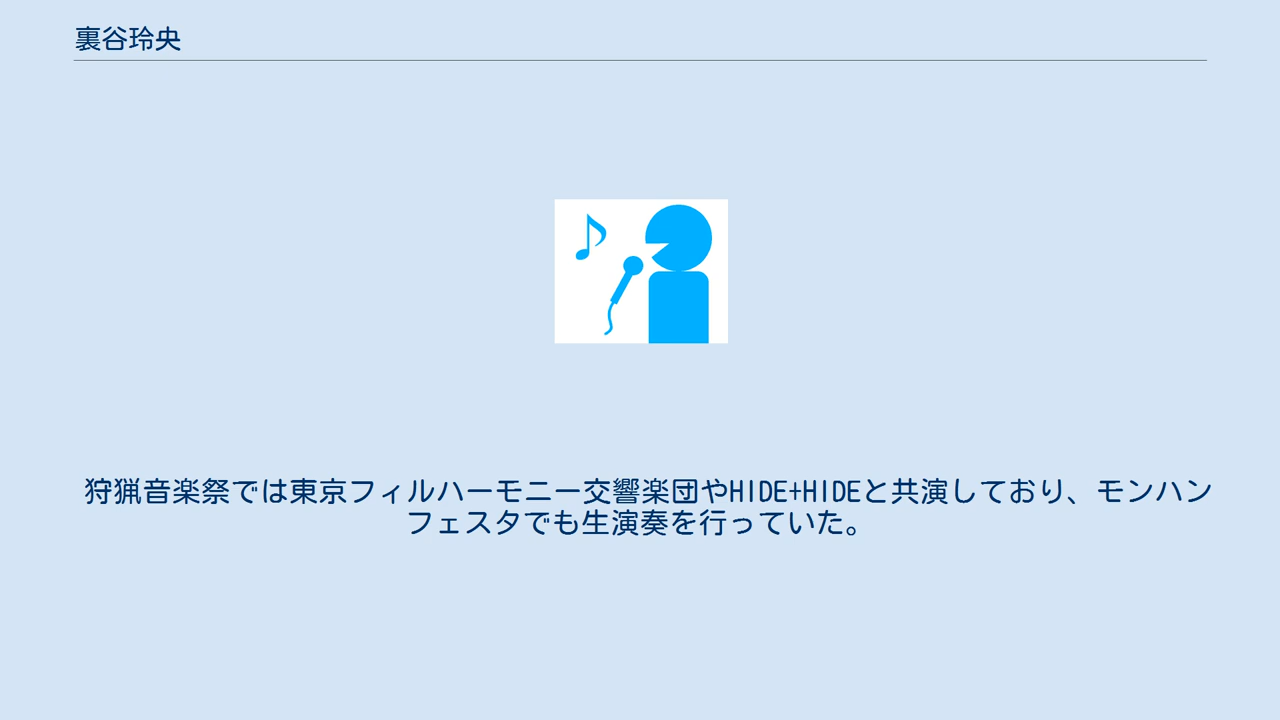 裏谷玲央
狩猟音楽祭では東京フィルハーモニー交響楽団やHIDE+HIDEと共演しており、モンハン
フェスタでも生演奏を行っていた。